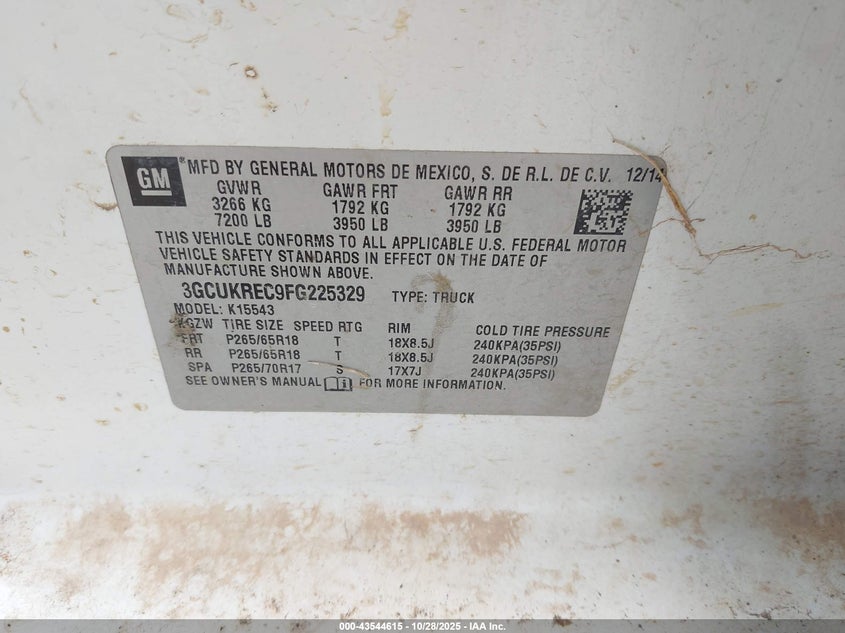 GM
® MFD BY GENERAL MOTORS DE MEXICO, S. DE R.L. DE C.V. 12/14
GVWR GAWR FRT GAWR RR
3266 KG 1792 KG 1792 KG
7200 LB 3950 LB 3950 LB
THIS VEHICLE CONFORMS TO ALL APPLICABLE U.S. FEDERAL MOTOR
VEHICLE SAFETY STANDARDS IN EFFECT ON THE DATE OF
MANUFACTURE SHOWN ABOVE.
3GCUKREC9FG225329 TYPE: TRUCK
MODEL: K15543
KGZW TIRE SIZE SPEED RTG RIM COLD TIRE PRESSURE
FRT P265/65R18 T 18X8.5J 240KPA(35PSI)
RR P265/65R18 T 18X8.5J 240KPA(35PSI)
SPA P265/70R17 S 17X7J 240KPA(35PSI)
SEE OWNER'S MANUAL FOR MORE INFORMATION.
000-43544615 - 10/28/2025 - IAA Inc.